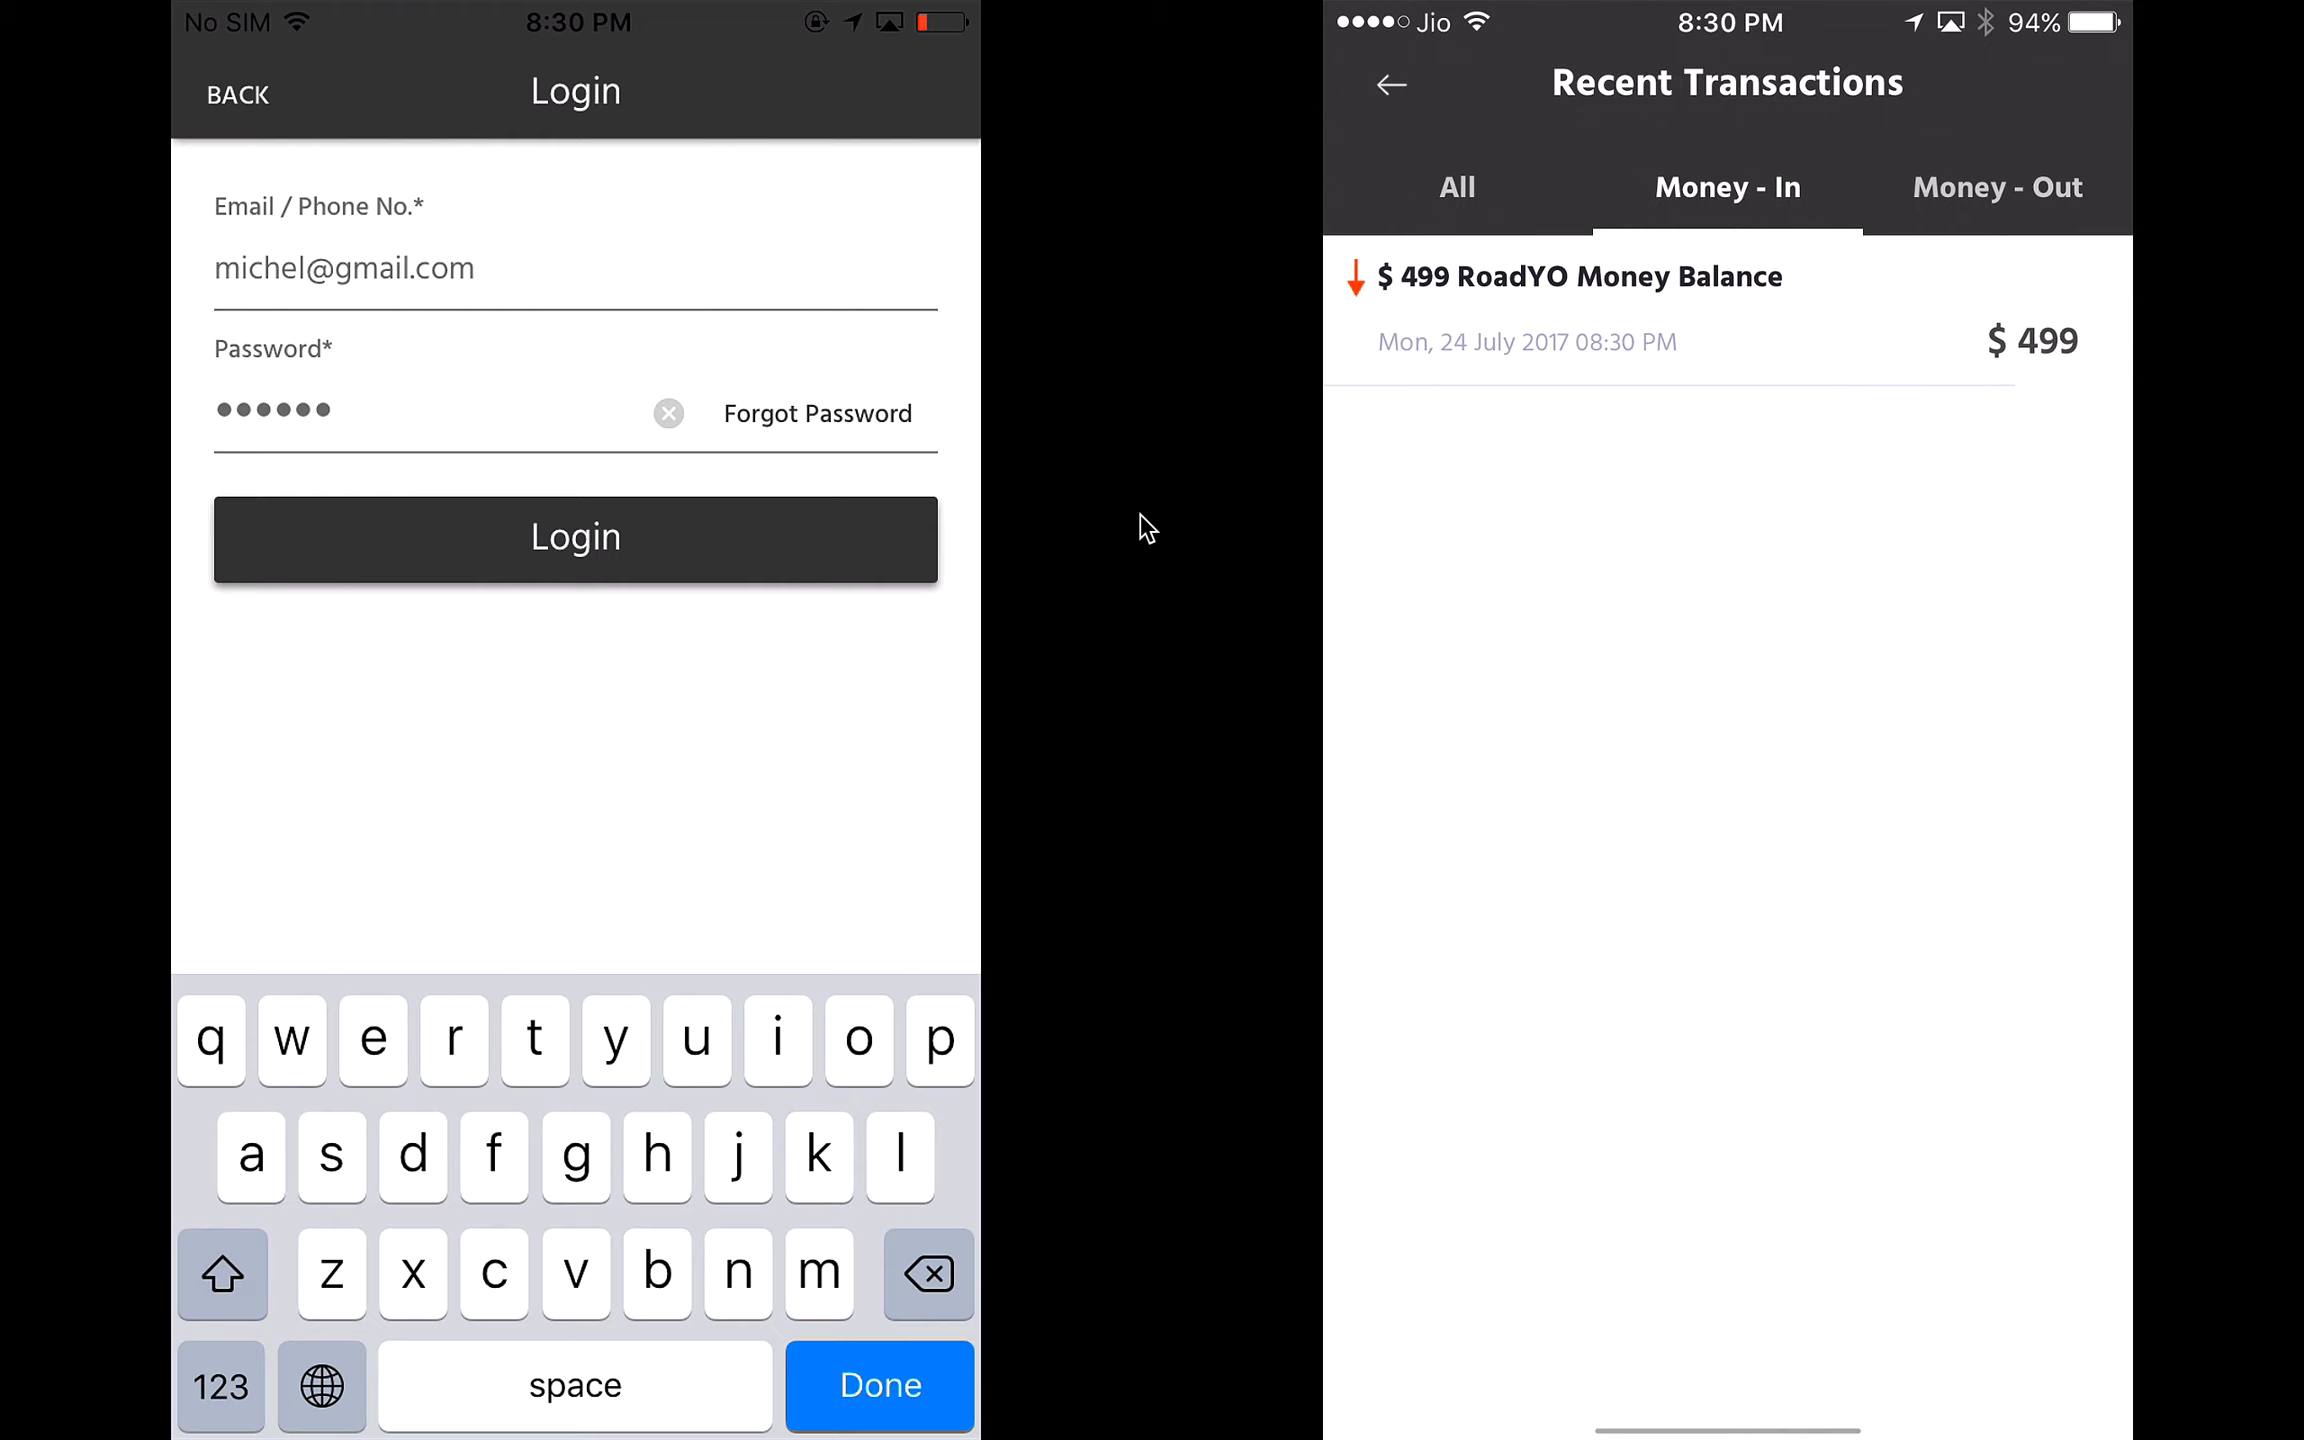 No SIM 8:30 PM
BACK Login
Email / Phone No.*
michel@gmail.com
Password*
Forgot Password
Login
q w e r t y u i o p
a s d f g h j k l
z x c v b n m
123 space Done
Jio 8:30 PM 94%
Recent Transactions
All Money - In Money - Out
$ 499 RoadYO Money Balance
Mon, 24 July 2017 08:30 PM $ 499